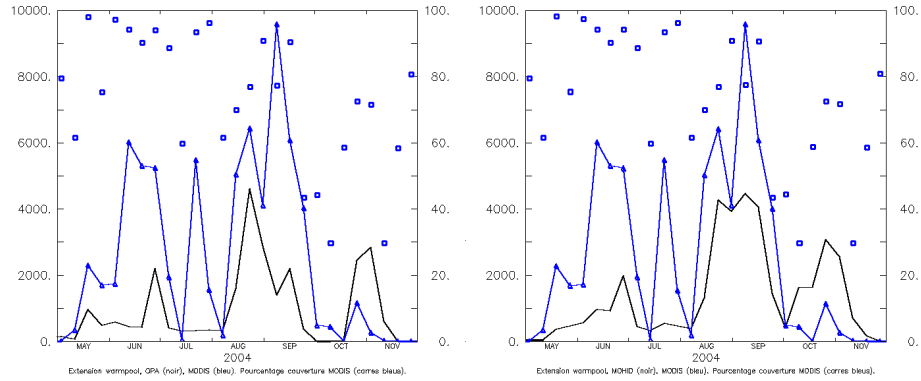 10000. 100. 10000. 100.
8000. 80. 8000. 80.
6000. 60. 6000. 60.
4000. 40. 4000. 40.
2000. 20. 2000. 20.
0. 0. 0. 0.
MAY JUN JUL AUG SEP OCT NOV MAY JUN JUL AUG SEP OCT NOV
2004 2004
Extension warmpool, OPA (noir), MODIS (bleu). Pourcentage couverture MODIS (carres bleus).
Extension warmpool, MOHID (noir), MODIS (bleu). Pourcentage couverture MODIS (carres bleus).